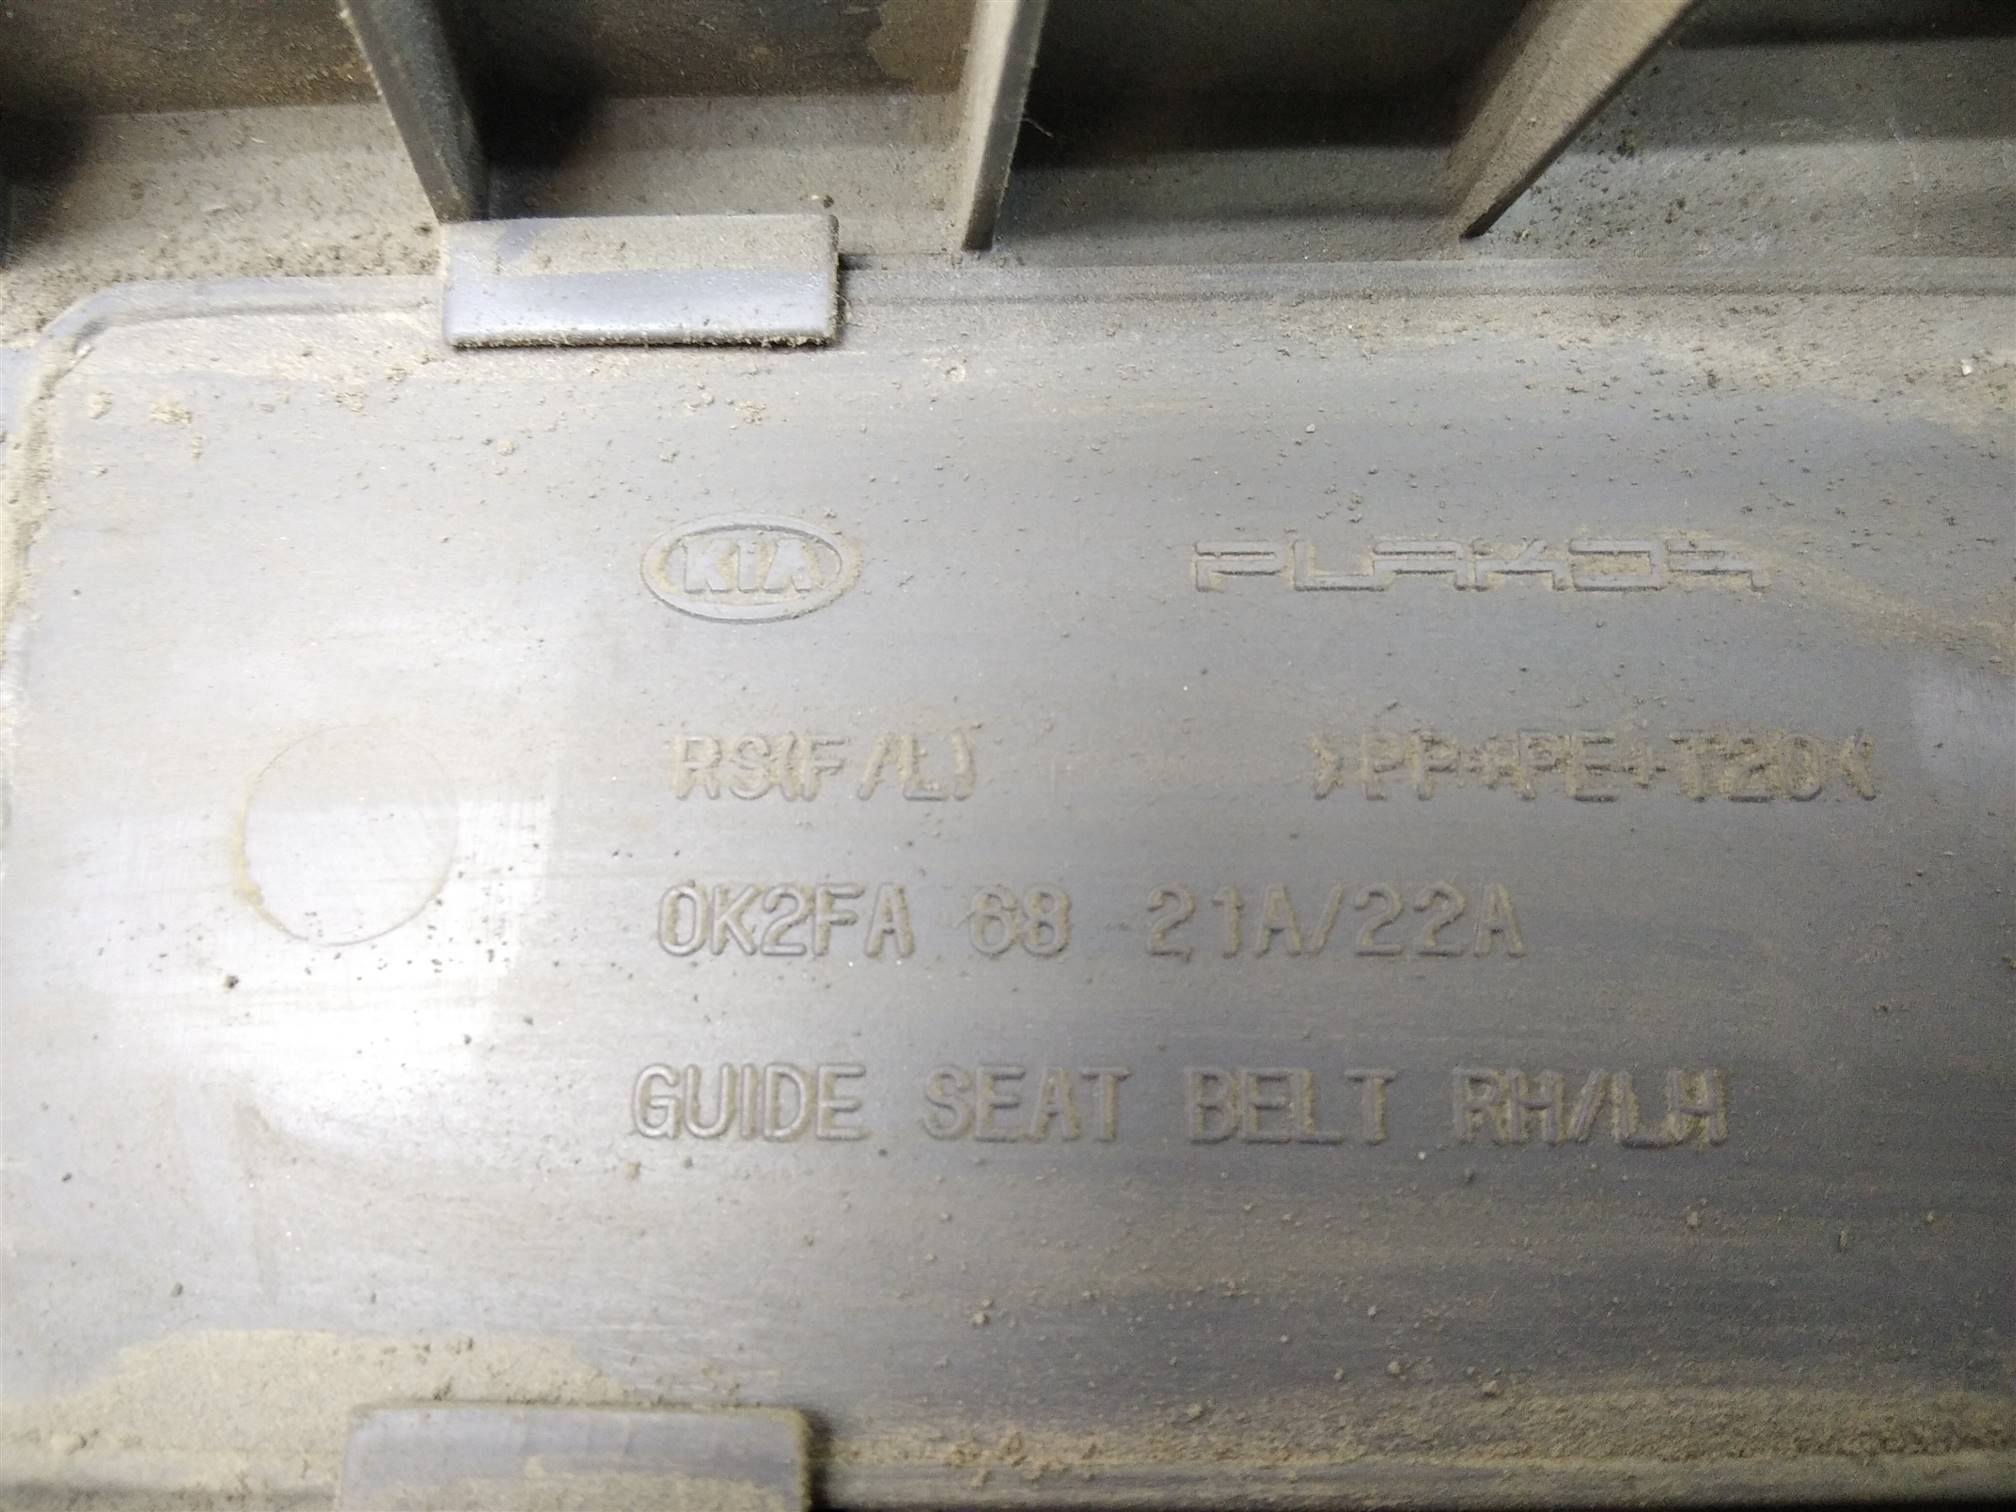 KIA PLAKOR
RS(F/L) >PP+PE+T20<
0K2FA 68 21A/22A
GUIDE SEAT BELT RH/LH